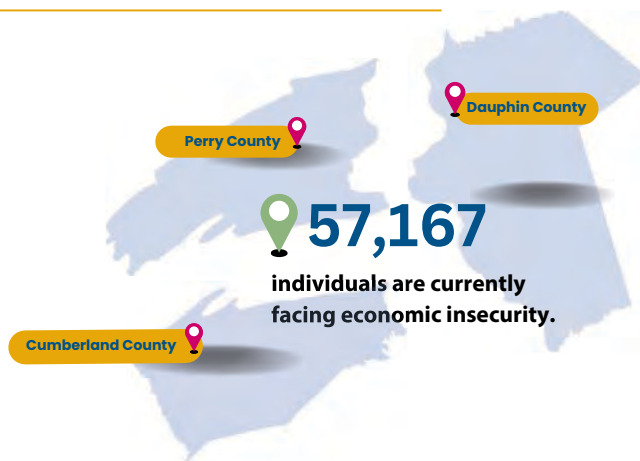 Dauphin County
Perry County
57,167
individuals are currently
facing economic insecurity.
Cumberland County